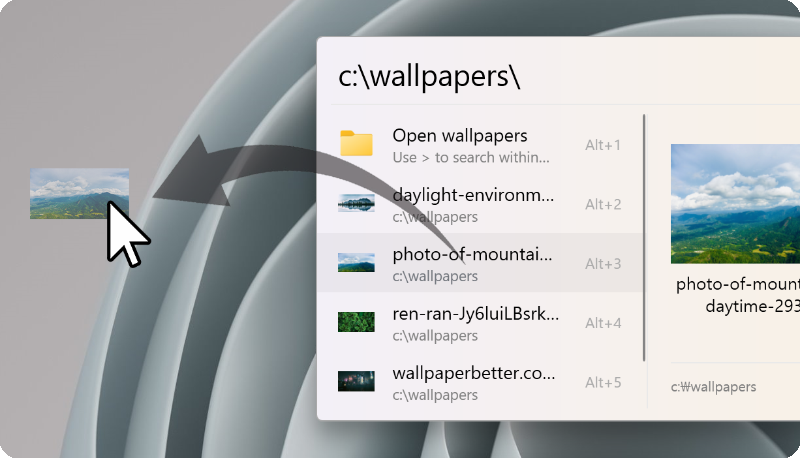 c:\wallpapers\
Open wallpapers
Alt+1
Use > to search within...
daylight-environm...
Alt+2
c:\wallpapers
photo-of-mountai...
Alt+3
c:\wallpapers
ren-ran-Jy6luiLBsrk...
Alt+4
c:\wallpapers
wallpaperbetter.co...
Alt+5
c:\wallpapers
photo-of-mount
daytime-293
c:₩wallpapers